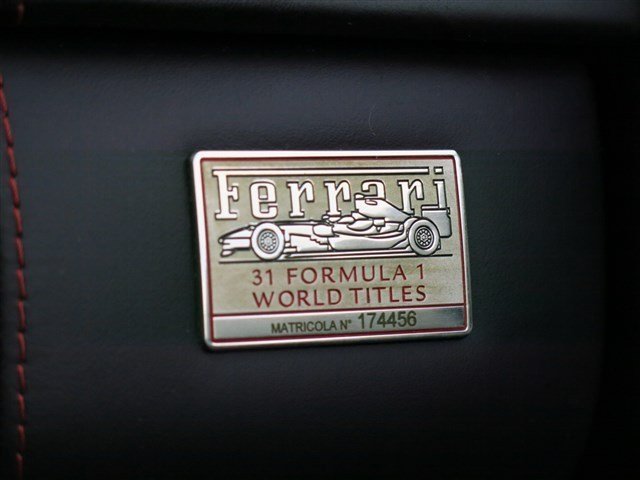 Ferrari
31 FORMULA 1
WORLD TITLES
MATRICOLA N° 174456